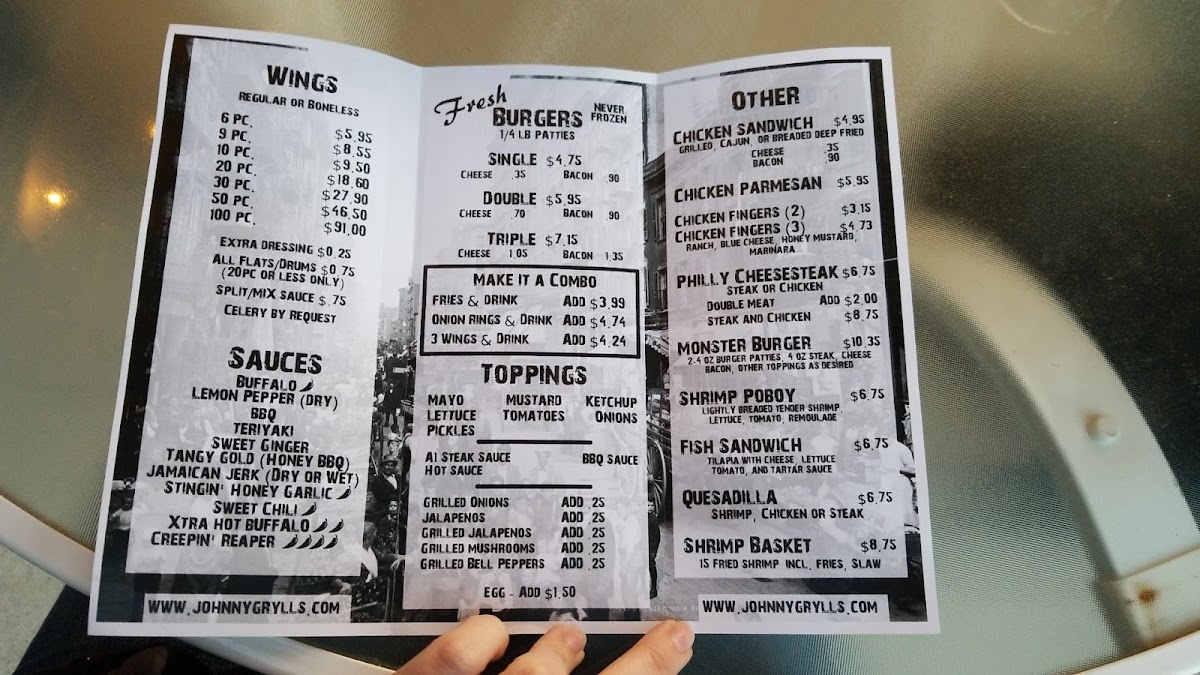 WINGS
REGULAR OR BONELESS
6 PC. $5.95
9 PC. $8.55
10 PC. $9.50
20 PC. $18.60
30 PC. $27.90
50 PC. $46.50
100 PC. $91.00
EXTRA DRESSING $0.25
ALL FLATS/DRUMS $0.75
(20PC OR LESS ONLY)
SPLIT/MIX SAUCE $.75
CELERY BY REQUEST
SAUCES
BUFFALO
LEMON PEPPER (DRY)
BBQ
TERIYAKI
SWEET GINGER
TANGY GOLD (HONEY BBQ)
JAMAICAN JERK (DRY OR WET)
STINGIN' HONEY GARLIC
SWEET CHILI
XTRA HOT BUFFALO
CREEPIN' REAPER
WWW.JOHNNYGRYLLS.COM
Fresh
BURGERS
NEVER
FROZEN
1/4 LB PATTIES
SINGLE $4.75
CHEESE .35 BACON .90
DOUBLE $5.95
CHEESE .70 BACON .90
TRIPLE $7.15
CHEESE 1.05 BACON 1.35
MAKE IT A COMBO
FRIES & DRINK ADD $3.99
ONION RINGS & DRINK ADD $4.74
3 WINGS & DRINK ADD $4.24
TOPPINGS
MAYO MUSTARD KETCHUP
LETTUCE TOMATOES ONIONS
PICKLES
A1 STEAK SAUCE BBQ SAUCE
HOT SAUCE
GRILLED ONIONS ADD .25
JALAPENOS ADD .25
GRILLED JALAPENOS ADD .25
GRILLED MUSHROOMS ADD .25
GRILLED BELL PEPPERS ADD .25
EGG - ADD $1.50
OTHER
CHICKEN SANDWICH $4.95
GRILLED, CAJUN, OR BREADED DEEP FRIED
CHEESE .35
BACON .90
CHICKEN PARMESAN $5.95
CHICKEN FINGERS (2) $3.15
CHICKEN FINGERS (3) $4.73
RANCH, BLUE CHEESE, HONEY MUSTARD,
MARINARA
PHILLY CHEESESTEAK $6.75
STEAK OR CHICKEN
DOUBLE MEAT ADD $2.00
STEAK AND CHICKEN $8.75
MONSTER BURGER $10.35
2-4 OZ BURGER PATTIES, 4 OZ STEAK, CHEESE
BACON, OTHER TOPPINGS AS DESIRED
SHRIMP POBOY $6.75
LIGHTLY BREADED TENDER SHRIMP,
LETTUCE, TOMATO, REMOULADE
FISH SANDWICH $6.75
TILAPIA WITH CHEESE, LETTUCE
TOMATO, AND TARTAR SAUCE
QUESADILLA $6.75
SHRIMP, CHICKEN OR STEAK
SHRIMP BASKET $8.75
15 FRIED SHRIMP INCL. FRIES, SLAW
WWW.JOHNNYGRYLLS.COM